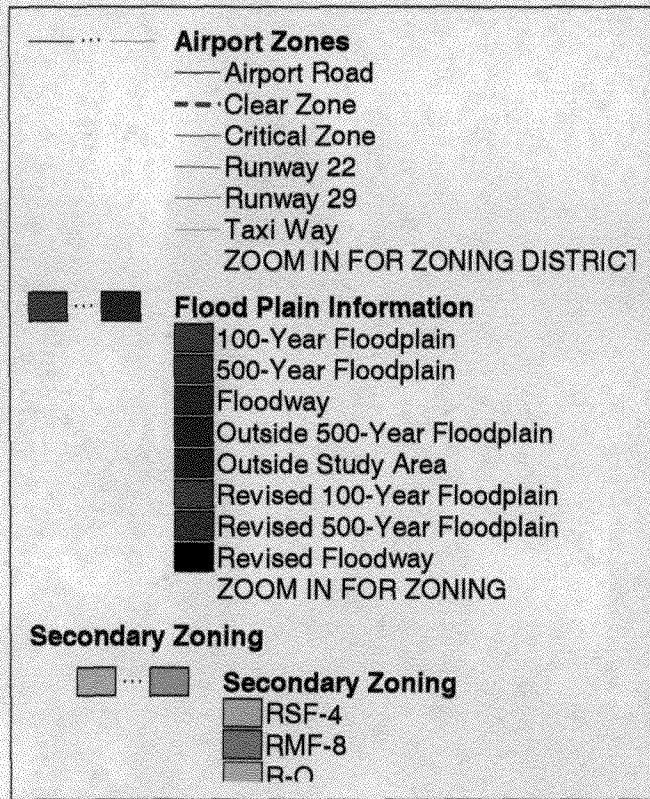 Airport Zones
Airport Road
Clear Zone
Critical Zone
Runway 22
Runway 29
Taxi Way
ZOOM IN FOR ZONING DISTRICT
Flood Plain Information
100-Year Floodplain
500-Year Floodplain
Floodway
Outside 500-Year Floodplain
Outside Study Area
Revised 100-Year Floodplain
Revised 500-Year Floodplain
Revised Floodway
ZOOM IN FOR ZONING
Secondary Zoning
Secondary Zoning
RSF-4
RMF-8
R-O